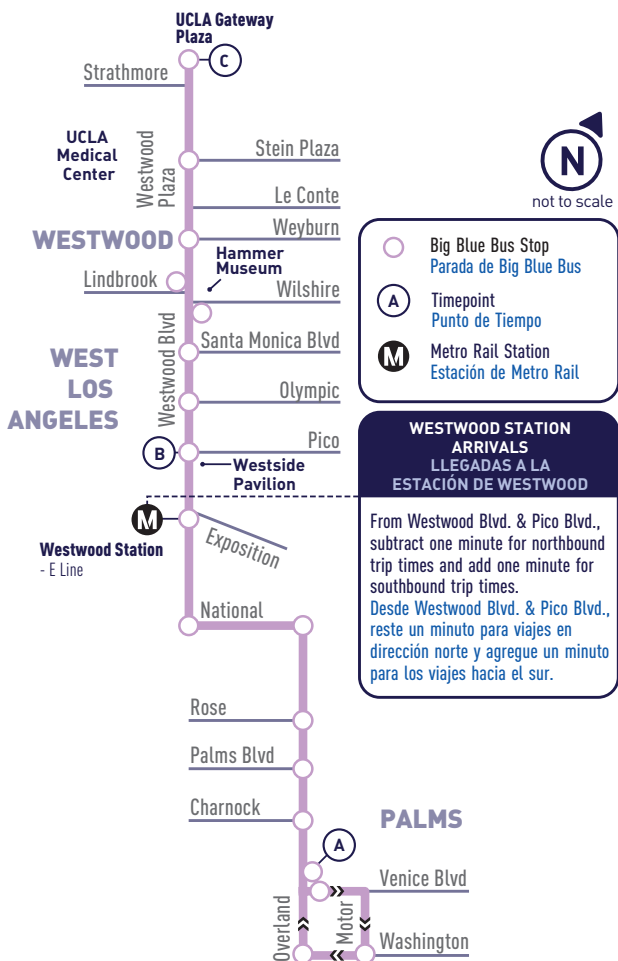 UCLA Gateway
Plaza
C
Strathmore
UCLA
Medical
Center
Westwood
Plaza
Stein Plaza
N
not to scale
Le Conte
WESTWOOD
Weyburn
Hammer
Museum
Lindbrook
Wilshire
Big Blue Bus Stop
Parada de Big Blue Bus
A
Timepoint
Punto de Tiempo
M
Metro Rail Station
Estación de Metro Rail
WEST
LOS
ANGELES
Westwood Blvd
Santa Monica Blvd
Olympic
Pico
B
Westside
Pavilion
WESTWOOD STATION
ARRIVALS
LLEGADAS A LA
ESTACIÓN DE WESTWOOD
From Westwood Blvd. & Pico Blvd.,
subtract one minute for northbound
trip times and add one minute for
southbound trip times.
Desde Westwood Blvd. & Pico Blvd.,
reste un minuto para viajes en
dirección norte y agregue un minuto
para los viajes hacia el sur.
M
Westwood Station
- E Line
Exposition
National
Rose
Palms Blvd
Charnock
PALMS
A
Venice Blvd
Overland
Motor
Washington